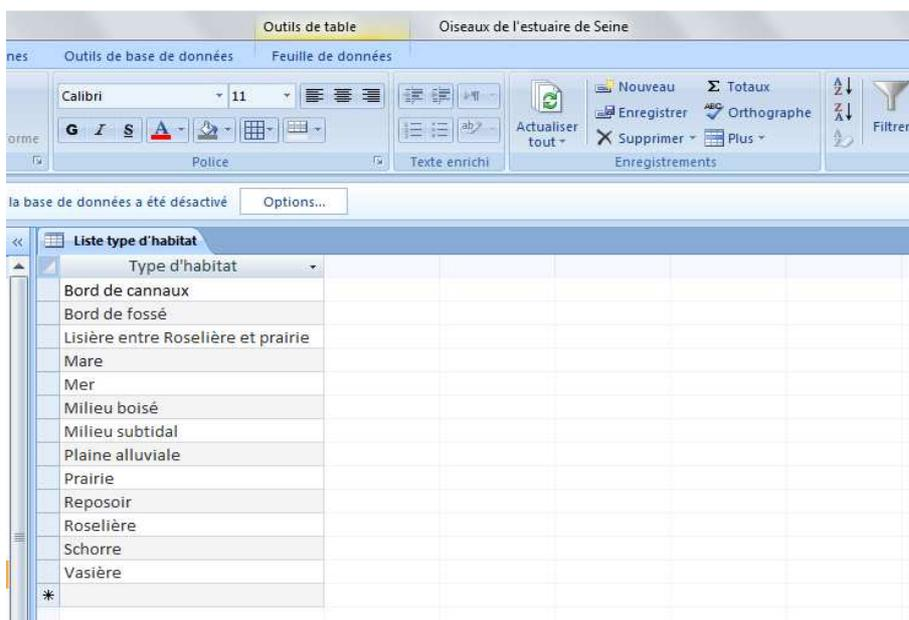 Outils de table Oiseaux de l'estuaire de Seine
nes Outils de base de données Feuille de données
Calibri 11 Nouveau Σ Totaux
Enregistrer Orthographe
orme G I S A Actualiser tout Supprimer Plus Filtrer
Police Texte enrichi Enregistrements
la base de données a été désactivé Options...
Liste type d'habitat
Type d'habitat
Bord de cannaux
Bord de fossé
Lisière entre Roselière et prairie
Mare
Mer
Milieu boisé
Milieu subtidal
Plaine alluviale
Prairie
Reposoir
Roselière
Schorre
Vasière